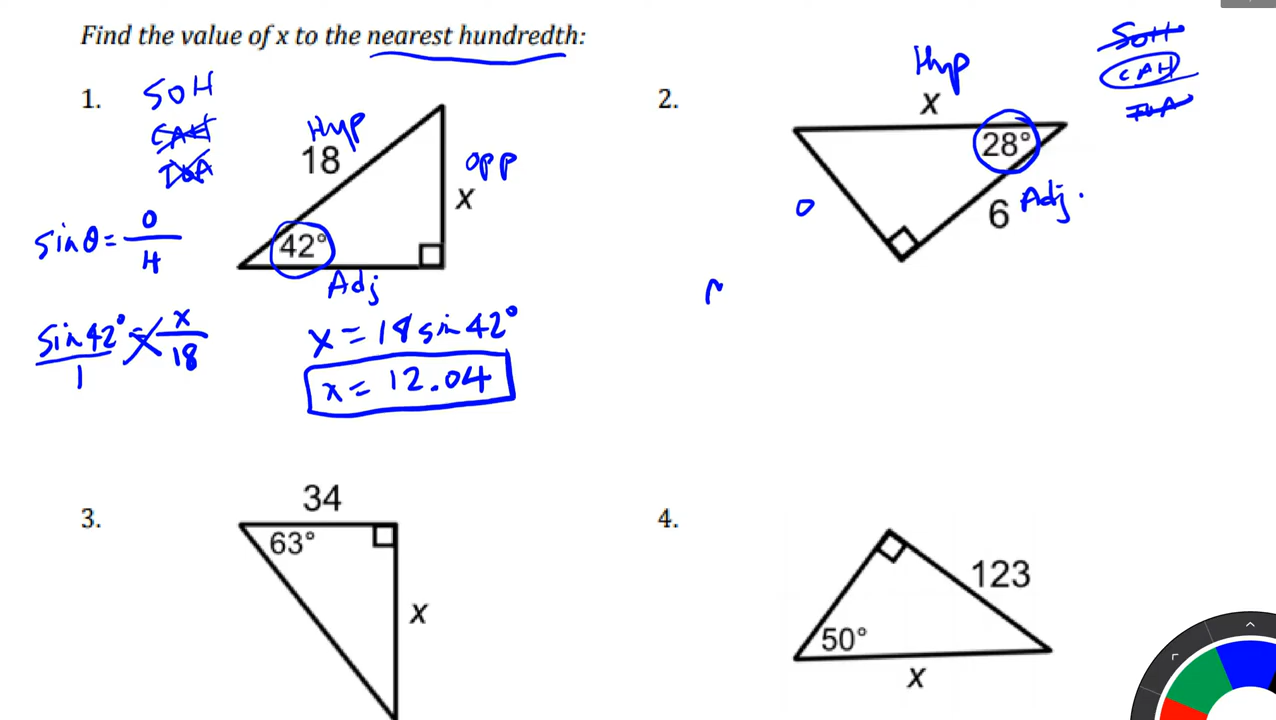 Find the value of x to the nearest hundredth:
1.
SOH
CAH
TOA
Hyp
18
opp
x
42°
Adj
sinθ = O/H
sin42°/1 = x/18
x = 18 sin 42°
x = 12.04
2.
Hyp
x
SOH
CAH
TOA
28°
O
6 Adj.
3.
34
63°
x
4.
123
50°
x